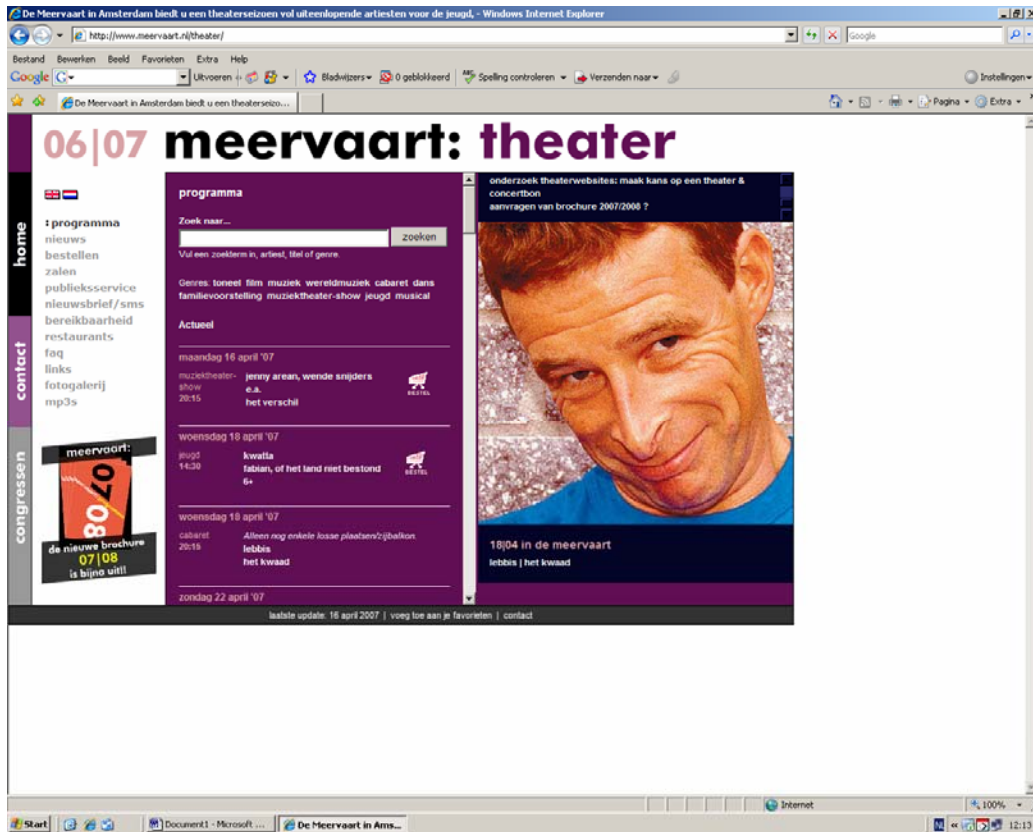 De Meervaart in Amsterdam biedt u een theaterseizoen vol uiteenlopende artiesten voor de jeugd, - Windows Internet Explorer
http://www.meervaart.nl/theater/
Google
Bestand Bewerken Beeld Favorieten Extra Help
Google G Uitvoeren Bladwijzers 0 geblokkeerd Spelling controleren Verzenden naar Instellingen
De Meervaart in Amsterdam biedt u een theaterseizo... Pagina Extra
06|07 meervaart: theater
home
contact
congressen
programma
nieuws
bestellen
zalen
publieksservice
nieuwsbrief/sms
bereikbaarheid
restaurants
faq
links
fotogalerij
mp3s
meervaart:
07
08
de nieuwe brochure
07|08
is bijna uit!!
programma
Zoek naar...
zoeken
Vul een zoekterm in, artiest, titel of genre.
Genres: toneel film muziek wereldmuziek cabaret dans
familievoorstelling muziektheater-show jeugd musical
Actueel
maandag 16 april '07
muziektheater-show
20:15
jenny arean, wende snijders
e.a.
het verschil
BESTEL
woensdag 18 april '07
jeugd
14:30
kwatta
fabian, of het land niet bestond
6+
BESTEL
woensdag 18 april '07
cabaret
20:15
Alleen nog enkele losse plaatsen/zijbalkon.
lebbis
het kwaad
zondag 22 april '07
onderzoek theaterwebsites: maak kans op een theater &
concertbon
aanvragen van brochure 2007/2008 ?
18|04 in de meervaart
lebbis | het kwaad
laatste update: 16 april 2007 | voeg toe aan je favorieten | contact
Internet 100%
Start Document1 - Microsoft ... De Meervaart in Ams... NL 12:13